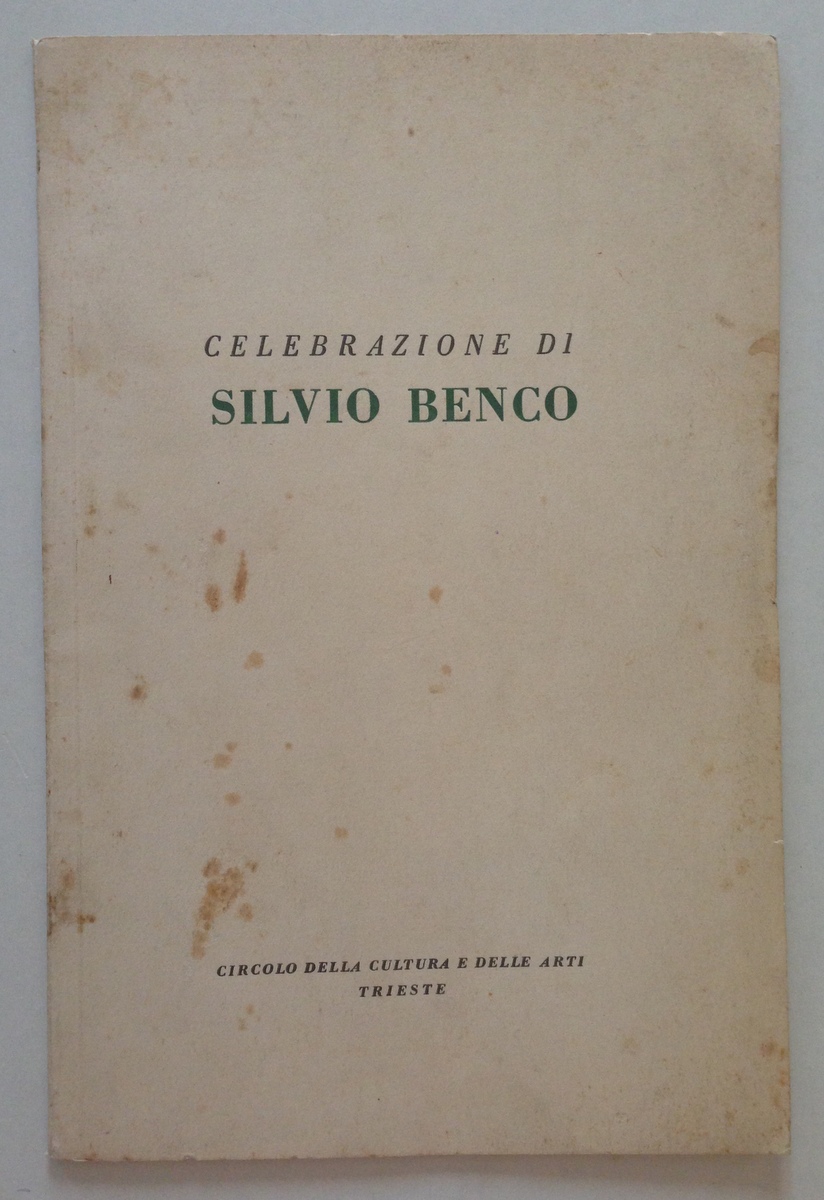 CELEBRAZIONE DI
SILVIO BENCO
CIRCOLO DELLA CULTURA E DELLE ARTI
TRIESTE